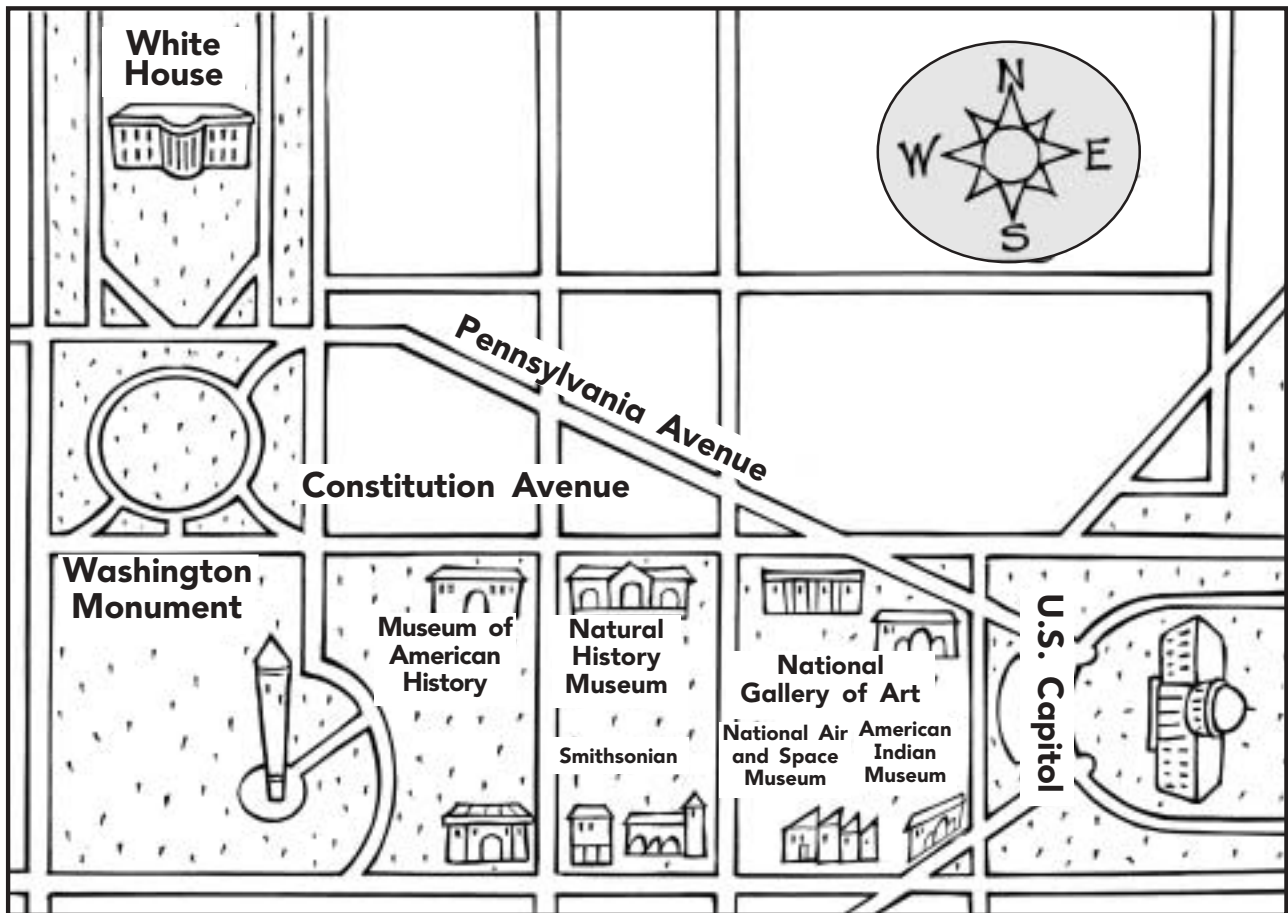 White
House
N
W
E
S
Pennsylvania Avenue
Constitution Avenue
Washington
Monument
Museum of
American
History
Natural
History
Museum
National
Gallery of Art
Smithsonian
National Air
and Space
Museum
American
Indian
Museum
U.S. Capitol